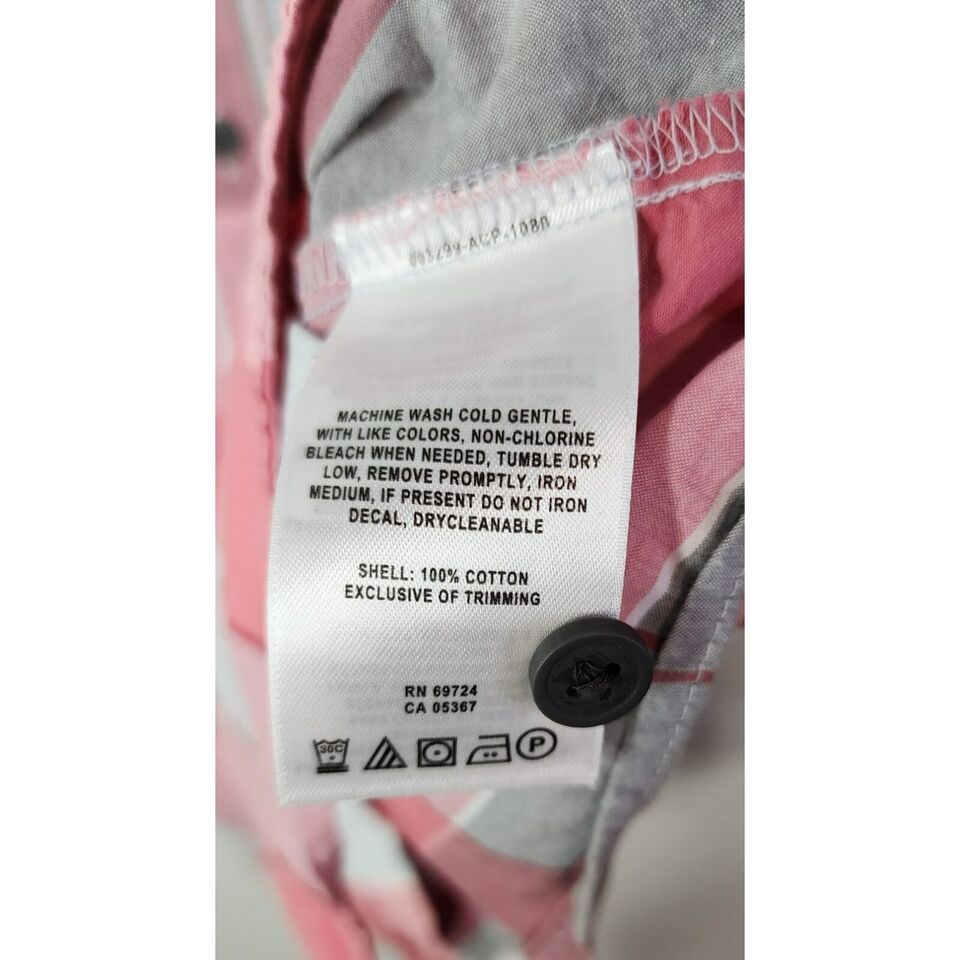 MACHINE WASH COLD GENTLE,
WITH LIKE COLORS, NON-CHLORINE
BLEACH WHEN NEEDED, TUMBLE DRY
LOW, REMOVE PROMPTLY, IRON
MEDIUM, IF PRESENT DO NOT IRON
DECAL, DRYCLEANABLE
SHELL: 100% COTTON
EXCLUSIVE OF TRIMMING
RN 69724
CA 05367
30C
P